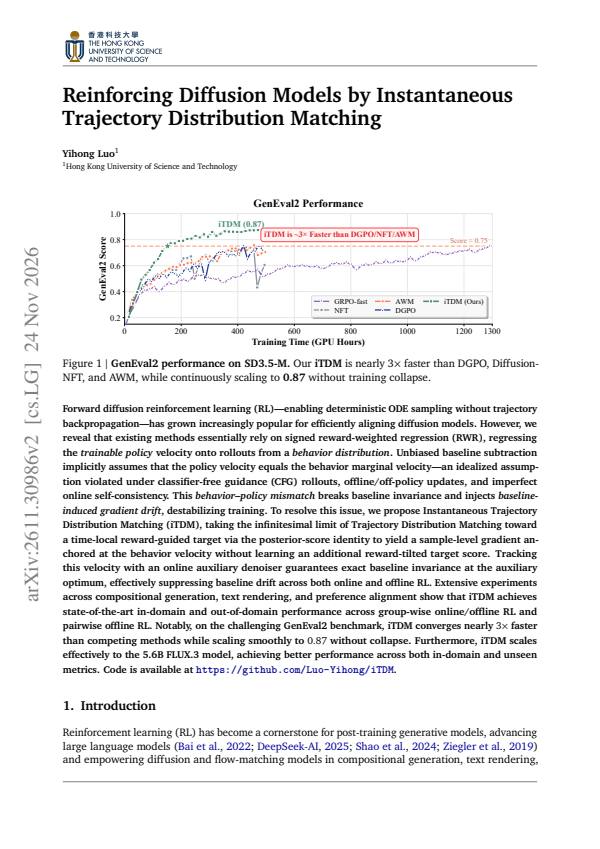 香港科技大學
THE HONG KONG
UNIVERSITY OF SCIENCE
AND TECHNOLOGY
Reinforcing Diffusion Models by Instantaneous
Trajectory Distribution Matching
Yihong Luo1
1Hong Kong University of Science and Technology
GenEval2 Performance
iTDM (0.87)
iTDM is ~3× Faster than DGPO/NFT/AWM
Score = 0.75
GenEval2 Score
1.0
0.8
0.6
0.4
0.2
GRPO-fast
AWM
iTDM (Ours)
NFT
DGPO
0
200
400
600
800
1000
1200
1300
Training Time (GPU Hours)
Figure 1 | GenEval2 performance on SD3.5-M. Our iTDM is nearly 3× faster than DGPO, Diffusion-
NFT, and AWM, while continuously scaling to 0.87 without training collapse.
Forward diffusion reinforcement learning (RL)—enabling deterministic ODE sampling without trajectory
backpropagation—has grown increasingly popular for efficiently aligning diffusion models. However, we
reveal that existing methods essentially rely on signed reward-weighted regression (RWR), regressing
the trainable policy velocity onto rollouts from a behavior distribution. Unbiased baseline subtraction
implicitly assumes that the policy velocity equals the behavior marginal velocity—an idealized assump-
tion violated under classifier-free guidance (CFG) rollouts, offline/off-policy updates, and imperfect
online self-consistency. This behavior–policy mismatch breaks baseline invariance and injects baseline-
induced gradient drift, destabilizing training. To resolve this issue, we propose Instantaneous Trajectory
Distribution Matching (iTDM), taking the infinitesimal limit of Trajectory Distribution Matching toward
a time-local reward-guided target via the posterior-score identity to yield a sample-level gradient an-
chored at the behavior velocity without learning an additional reward-tilted target score. Tracking
this velocity with an online auxiliary denoiser guarantees exact baseline invariance at the auxiliary
optimum, effectively suppressing baseline drift across both online and offline RL. Extensive experiments
across compositional generation, text rendering, and preference alignment show that iTDM achieves
state-of-the-art in-domain and out-of-domain performance across group-wise online/offline RL and
pairwise offline RL. Notably, on the challenging GenEval2 benchmark, iTDM converges nearly 3× faster
than competing methods while scaling smoothly to 0.87 without collapse. Furthermore, iTDM scales
effectively to the 5.6B FLUX.3 model, achieving better performance across both in-domain and unseen
metrics. Code is available at https://github.com/Luo-Yihong/iTDM.
1. Introduction
Reinforcement learning (RL) has become a cornerstone for post-training generative models, advancing
large language models (Bai et al., 2022; DeepSeek-AI, 2025; Shao et al., 2024; Ziegler et al., 2019)
and empowering diffusion and flow-matching models in compositional generation, text rendering,
arXiv:2611.30986v2 [cs.LG] 24 Nov 2026